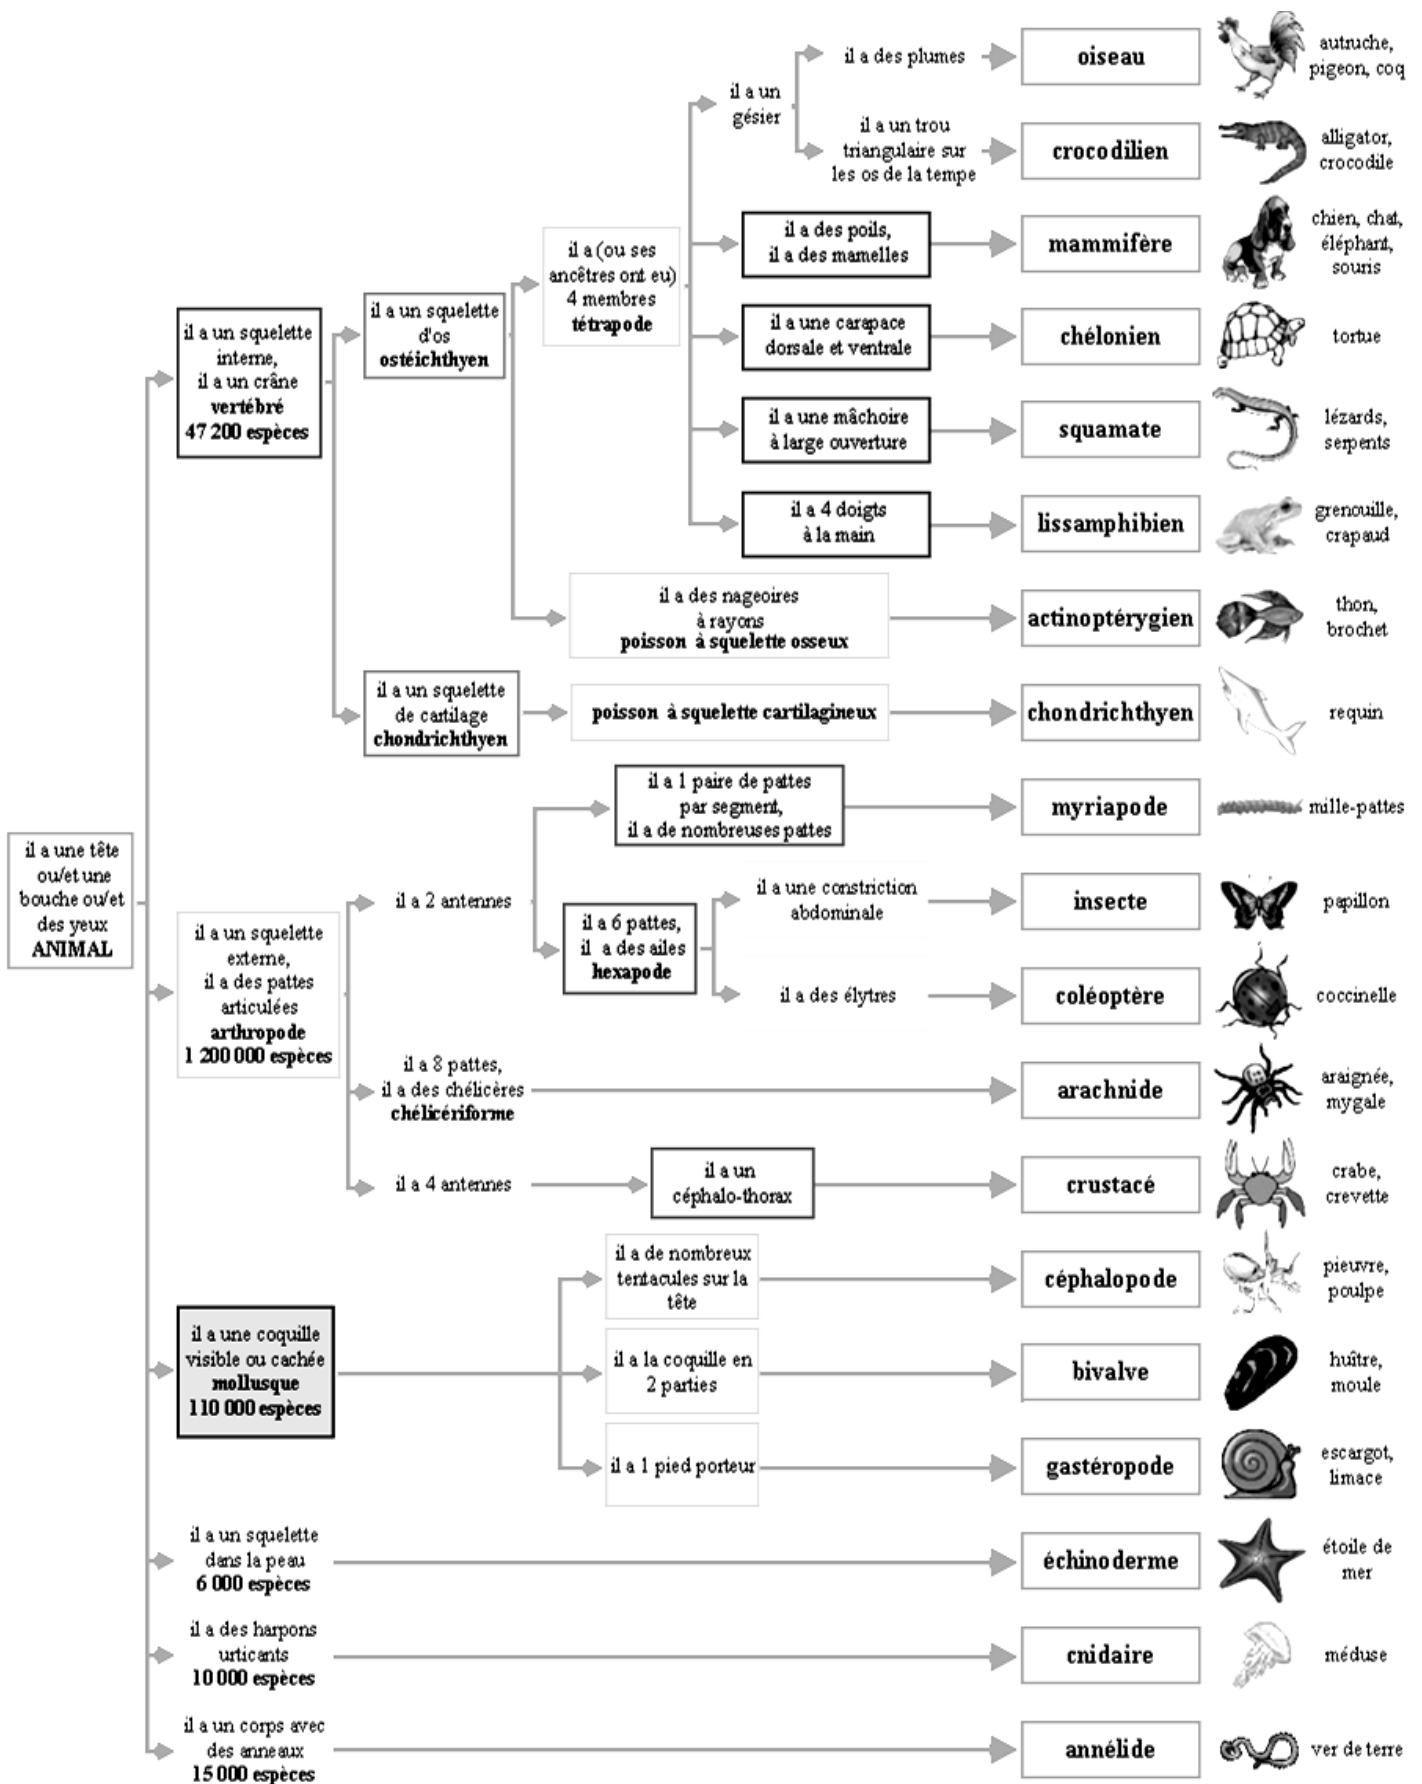 il a une tête
ou/et une
bouche ou/et
des yeux
ANIMAL
il a un squelette
interne,
il a un crâne
vertébré
47 200 espèces
il a un squelette
d'os
ostéichthyen
il a (ou ses
ancêtres ont eu)
4 membres
tétrapode
il a un
gésier
il a des plumes
oiseau
autruche,
pigeon, coq
il a un trou
triangulaire sur
les os de la tempe
crocodilien
alligator,
crocodile
il a des poils,
il a des mamelles
mammifère
chien, chat,
éléphant,
souris
il a une carapace
dorsale et ventrale
chélonien
tortue
il a une mâchoire
à large ouverture
squamate
lézards,
serpents
il a 4 doigts
à la main
lissamphibien
grenouille,
crapaud
il a des nageoires
à rayons
poisson à squelette osseux
actinoptérygien
thon,
brochet
il a un squelette
de cartilage
chondrichthyen
poisson à squelette cartilagineux
chondrichthyen
requin
il a un squelette
externe,
il a des pattes
articulées
arthropode
1 200 000 espèces
il a 2 antennes
il a 1 paire de pattes
par segment,
il a de nombreuses pattes
myriapode
mille-pattes
il a 6 pattes,
il a des ailes
hexapode
il a une constriction
abdominale
insecte
papillon
il a des élytres
coléoptère
coccinelle
il a 8 pattes,
il a des chélicères
chélicériforme
arachnide
araignée,
mygale
il a 4 antennes
il a un
céphalo-thorax
crustacé
crabe,
crevette
il a une coquille
visible ou cachée
mollusque
110 000 espèces
il a de nombreux
tentacules sur la
tête
céphalopode
pieuvre,
poulpe
il a la coquille en
2 parties
bivalve
huître,
moule
il a 1 pied porteur
gastéropode
escargot,
limace
il a un squelette
dans la peau
6 000 espèces
échinoderme
étoile de
mer
il a des harpons
urticants
10 000 espèces
cnidaire
méduse
il a un corps avec
des anneaux
15 000 espèces
annélide
ver de terre